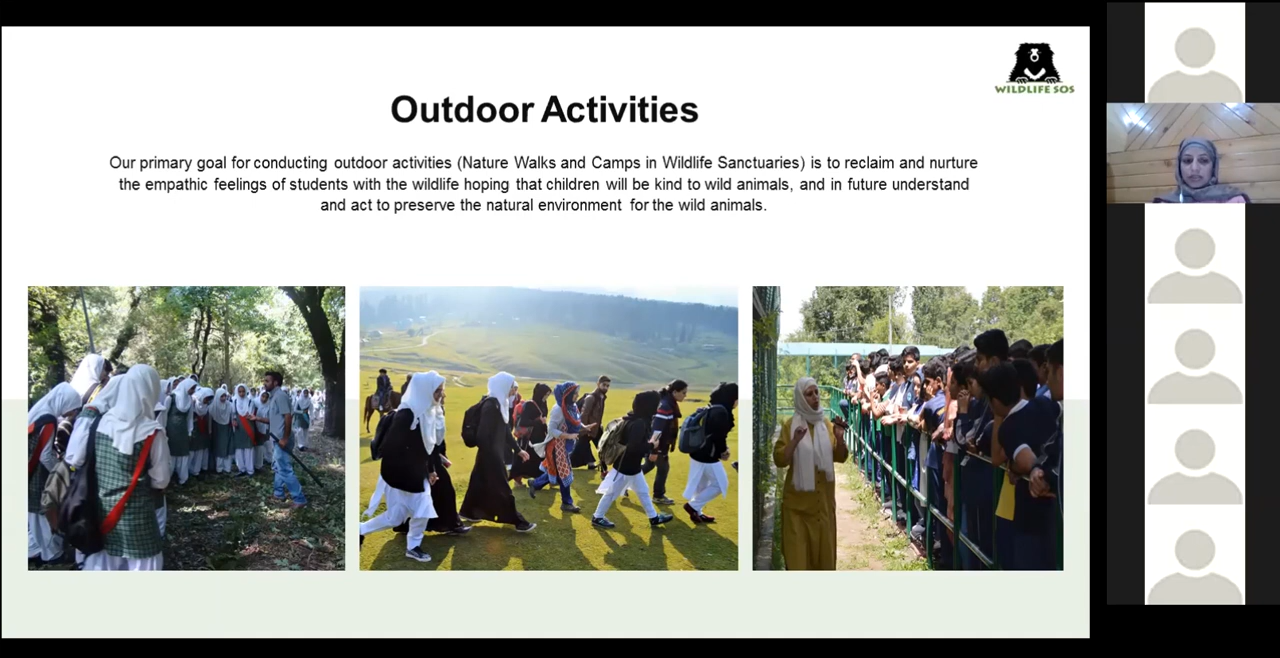 WILDLIFE SOS
Outdoor Activities
Our primary goal for conducting outdoor activities (Nature Walks and Camps in Wildlife Sanctuaries) is to reclaim and nurture
the empathic feelings of students with the wildlife hoping that children will be kind to wild animals, and in future understand
and act to preserve the natural environment for the wild animals.